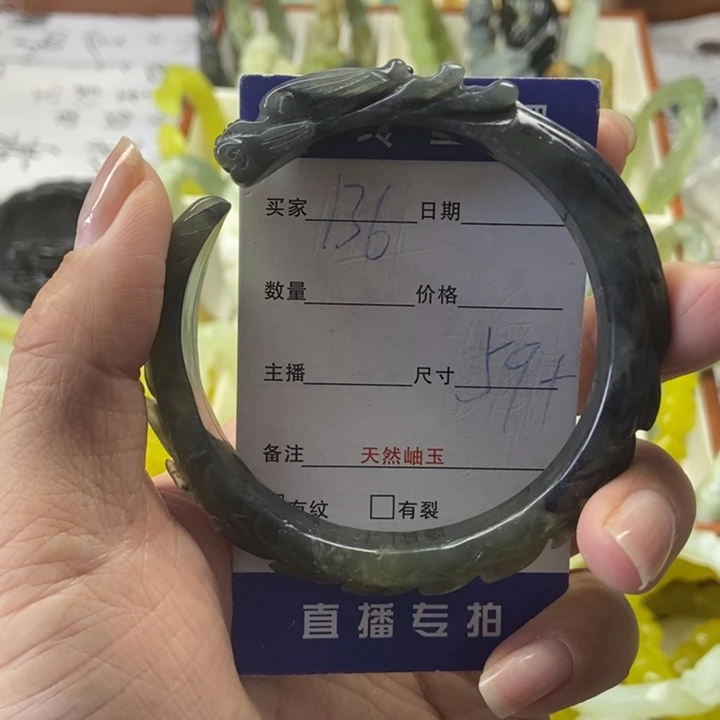 买家 136 日期
数量 价格
主播 尺寸 59+
备注 天然岫玉
有纹 有裂
直播专拍